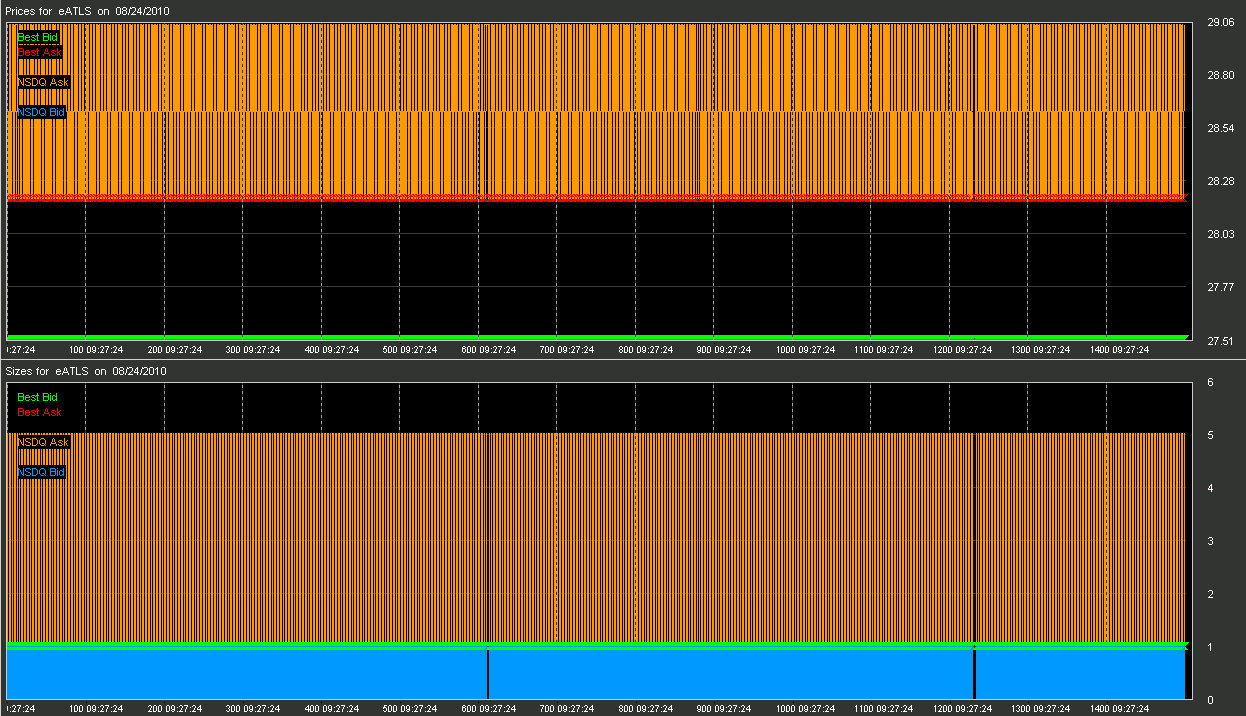 Prices for eATLS on 08/24/2010
29.06
Best Bid
Best Ask
28.80
NSDQ Ask
NSDQ Bid
28.54
28.28
28.03
27.77
27.51
1:27:24 100 09:27:24 200 09:27:24 300 09:27:24 400 09:27:24 500 09:27:24 600 09:27:24 700 09:27:24 800 09:27:24 900 09:27:24 1000 09:27:24 1100 09:27:24 1200 09:27:24 1300 09:27:24 1400 09:27:24
Sizes for eATLS on 08/24/2010
6
Best Bid
Best Ask
5
NSDQ Ask
NSDQ Bid
4
3
2
1
0
1:27:24 100 09:27:24 200 09:27:24 300 09:27:24 400 09:27:24 500 09:27:24 600 09:27:24 700 09:27:24 800 09:27:24 900 09:27:24 1000 09:27:24 1100 09:27:24 1200 09:27:24 1300 09:27:24 1400 09:27:24